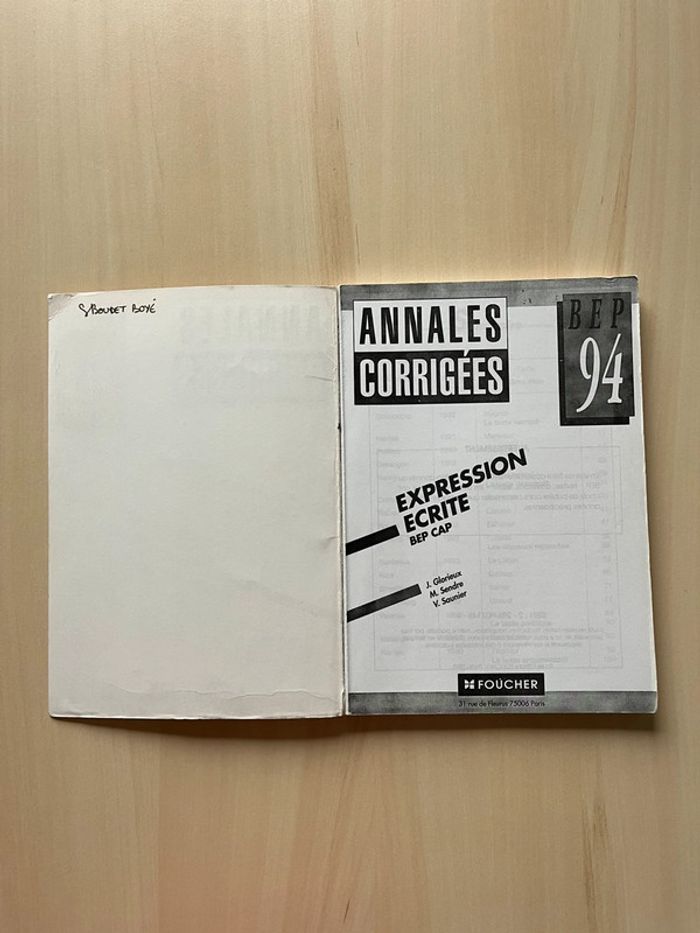 S/BOUDET BOYÉ
ANNALES
CORRIGÉES
BEP
94
EXPRESSION
ECRITE
BEP CAP
J. Glorieux
M. Sendre
V. Saunier
FOUCHER
31 rue de Fleurus 75006 Paris